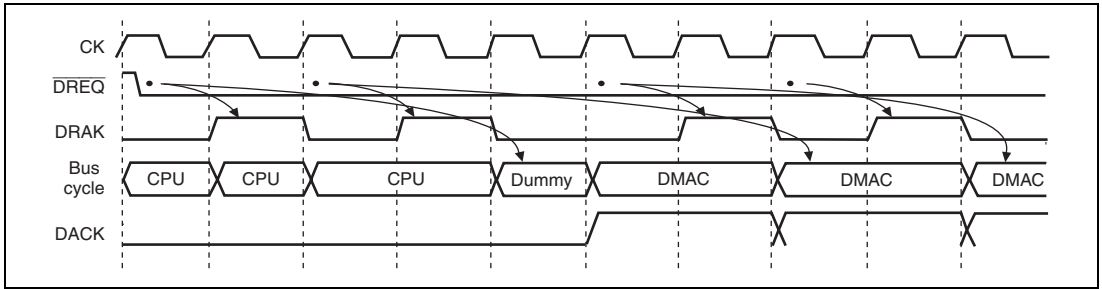 CK
DREQ
DRAK
Bus cycle CPU CPU CPU Dummy DMAC DMAC DMAC
DACK